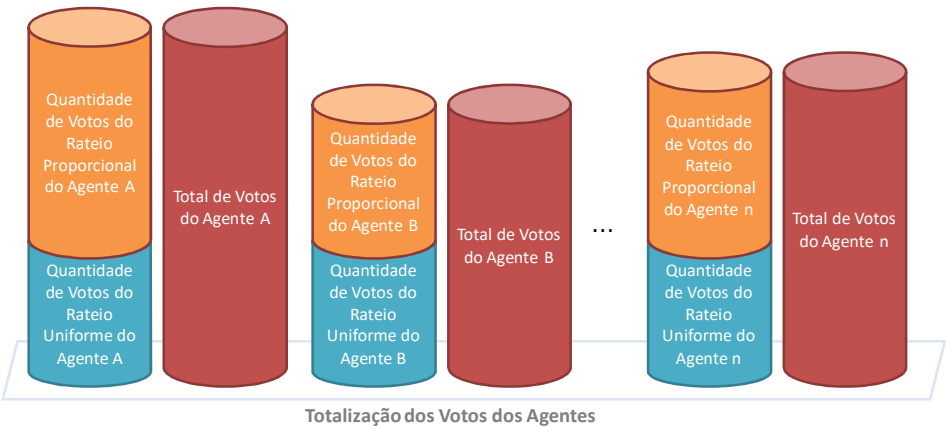 Quantidade
de Votos do
Rateio
Proporcional
do Agente A
Quantidade
de Votos do
Rateio
Uniforme do
Agente A
Total de Votos
do Agente A
Quantidade
de Votos do
Rateio
Proporcional
do Agente B
Quantidade
de Votos do
Rateio
Uniforme do
Agente B
Total de Votos
do Agente B
...
Quantidade
de Votos do
Rateio
Proporcional
do Agente n
Quantidade
de Votos do
Rateio
Uniforme do
Agente n
Total de Votos
do Agente n
Totalização dos Votos dos Agentes